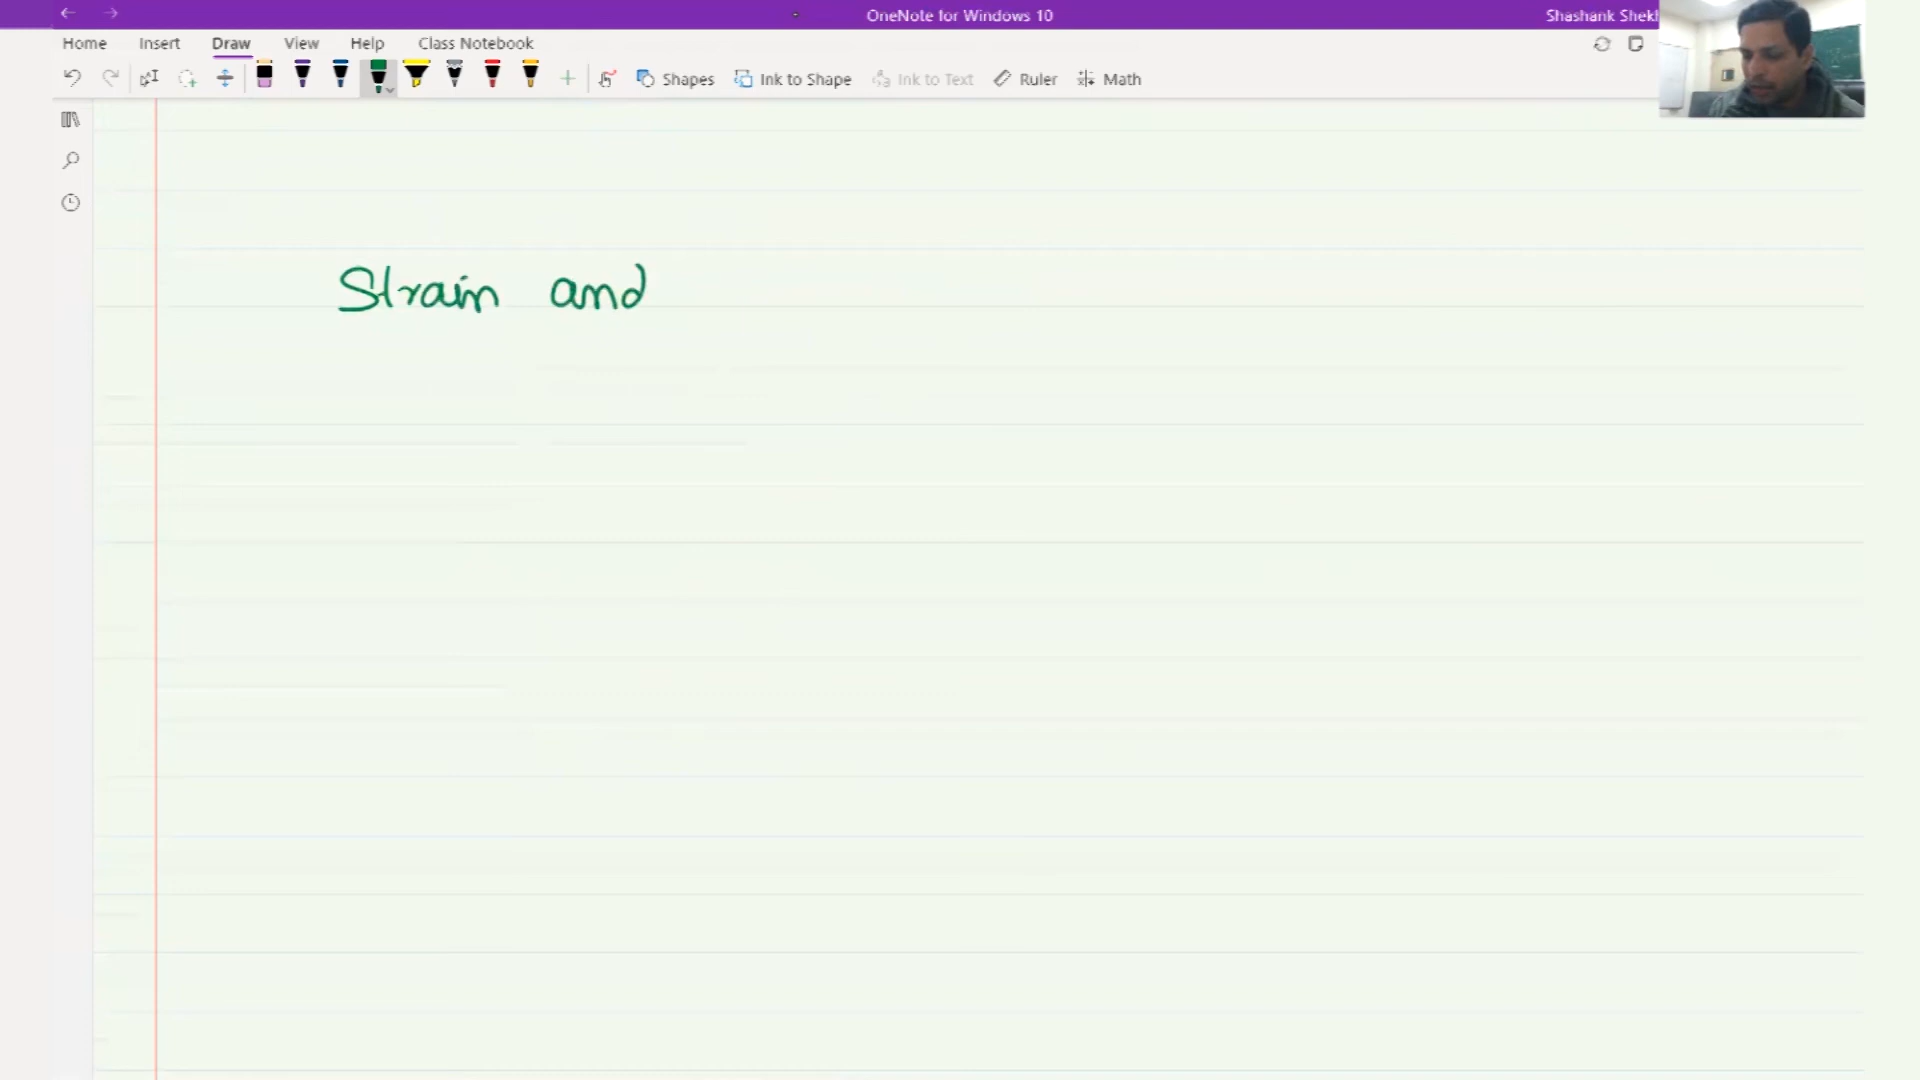 OneNote for Windows 10
Shashank Shekh
Home Insert Draw View Help Class Notebook
Shapes Ink to Shape Ink to Text Ruler Math
Strain and